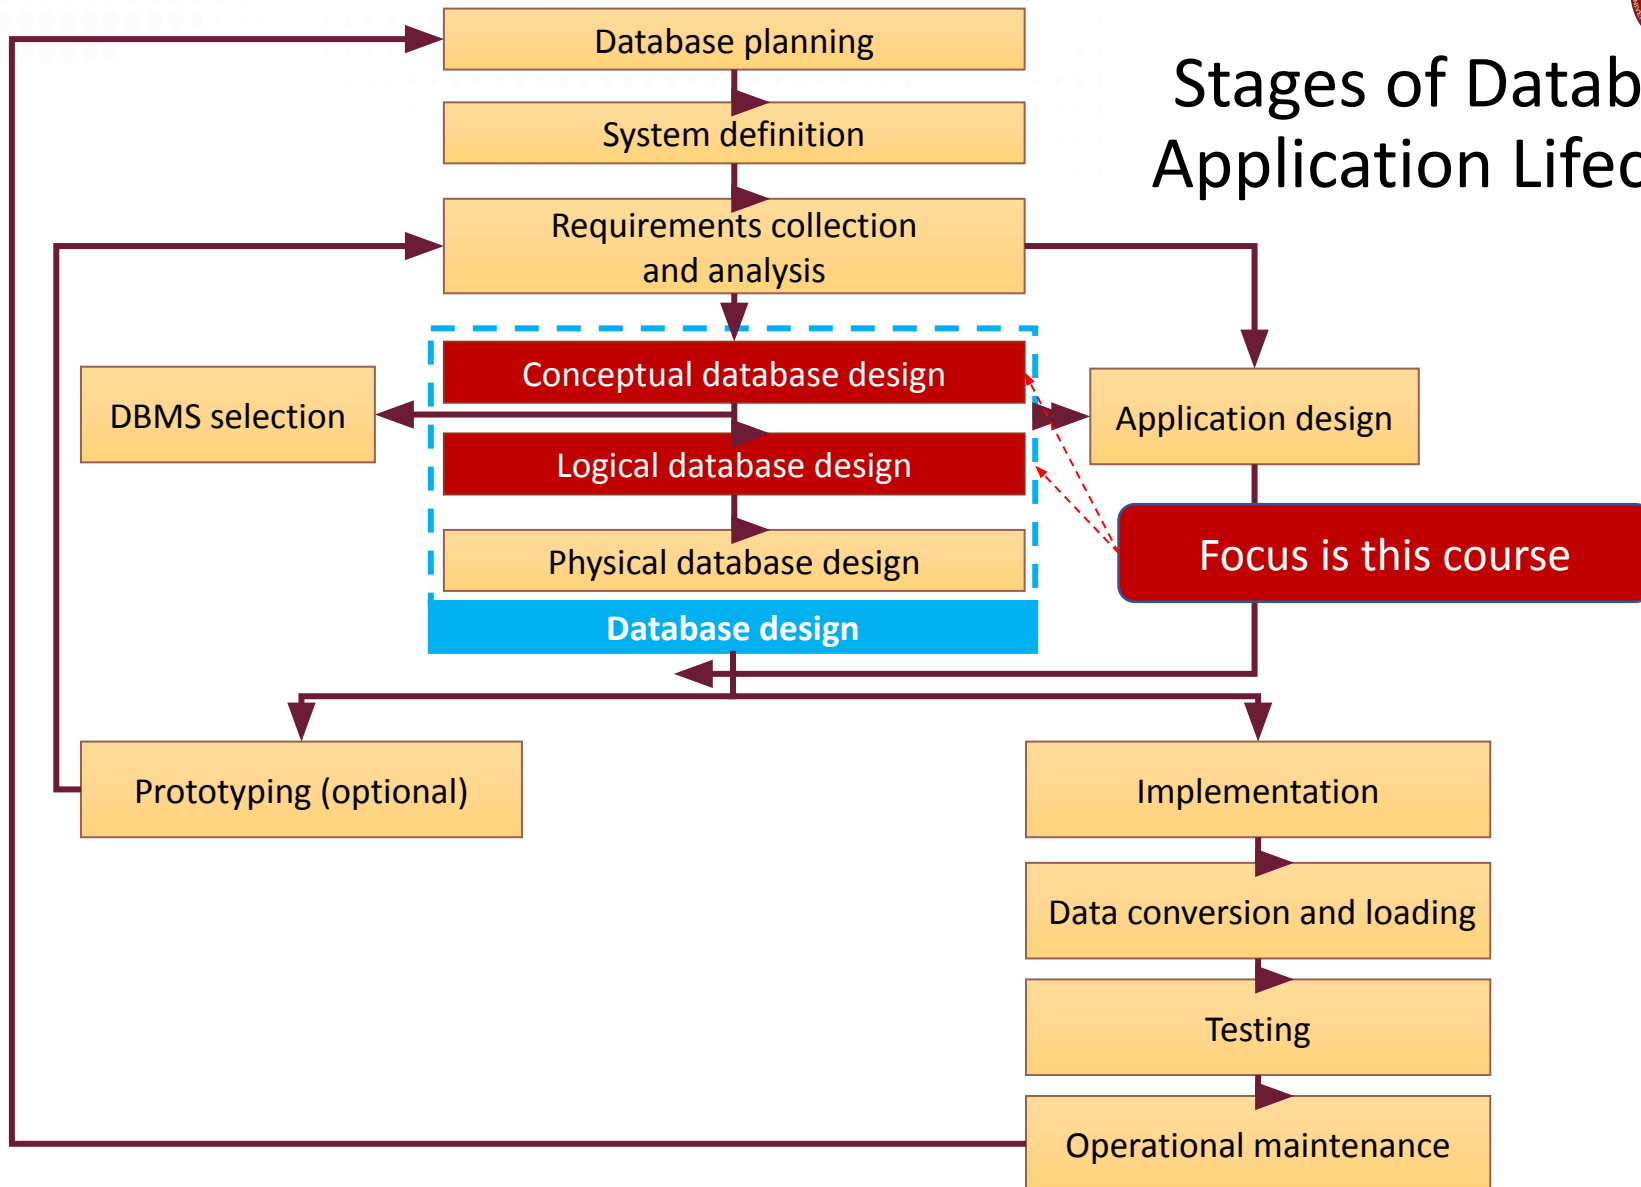 Database planning
Stages of Datab
Application Lifec
System definition
Requirements collection
and analysis
Conceptual database design
DBMS selection
Application design
Logical database design
Focus is this course
Physical database design
Database design
Prototyping (optional)
Implementation
Data conversion and loading
Testing
Operational maintenance